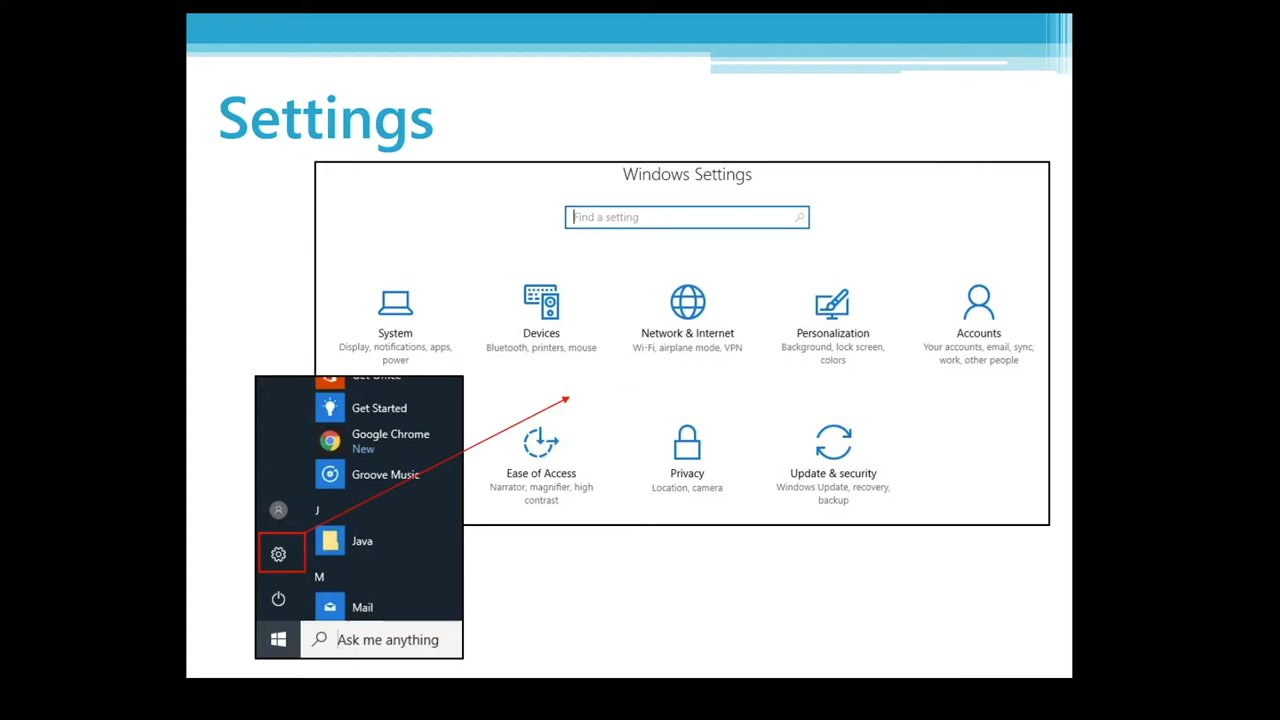 Settings
Windows Settings
Find a setting
System
Display, notifications, apps,
power
Devices
Bluetooth, printers, mouse
Network & Internet
Wi-Fi, airplane mode, VPN
Personalization
Background, lock screen,
colors
Accounts
Your accounts, email, sync,
work, other people
Ease of Access
Narrator, magnifier, high
contrast
Privacy
Location, camera
Update & security
Windows Update, recovery,
backup
Get Office
Get Started
Google Chrome
New
Groove Music
J
Java
M
Mail
Ask me anything